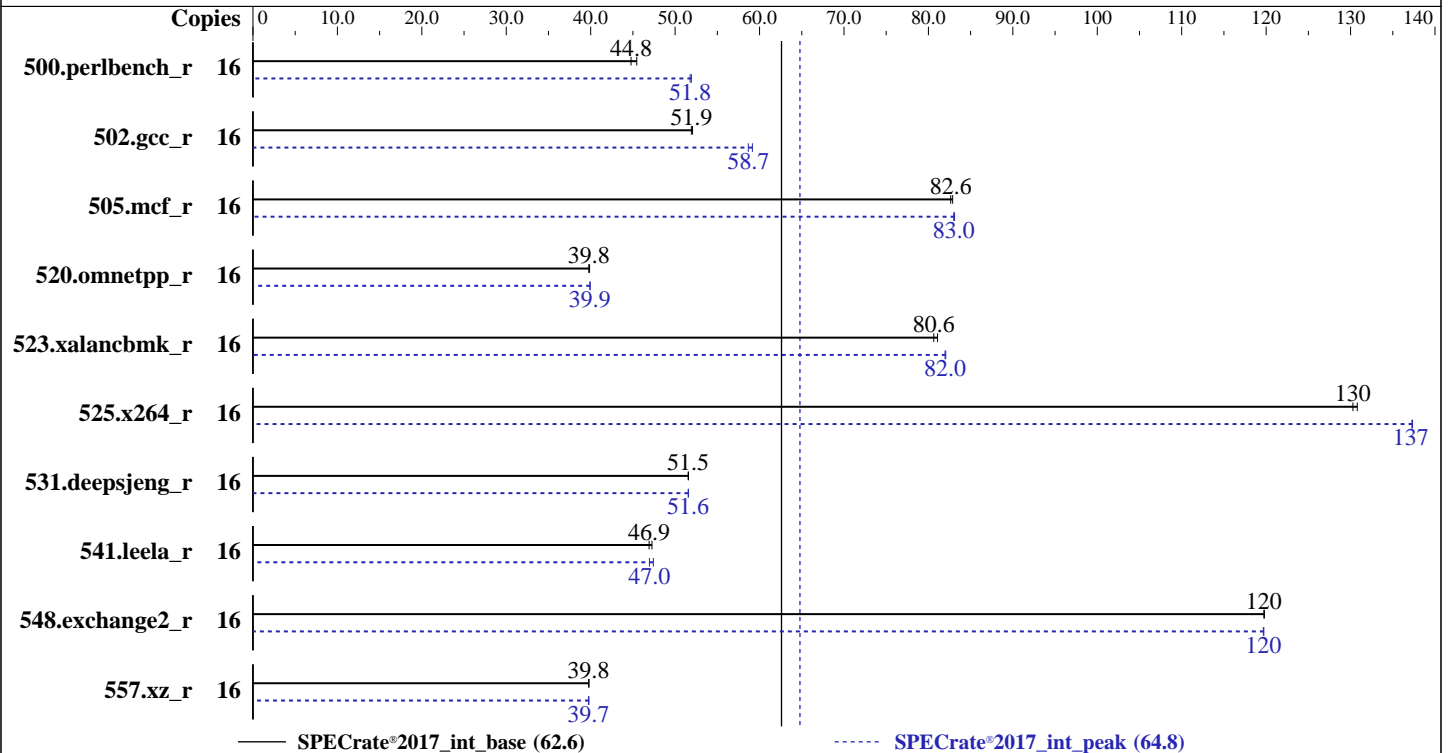 Copies 0 10.0 20.0 30.0 40.0 50.0 60.0 70.0 80.0 90.0 100 110 120 130 140
44.8
500.perlbench_r 16
51.8
51.9
502.gcc_r 16
58.7
82.6
505.mcf_r 16
83.0
39.8
520.omnetpp_r 16
39.9
80.6
523.xalancbmk_r 16
82.0
130
525.x264_r 16
137
51.5
531.deepsjeng_r 16
51.6
46.9
541.leela_r 16
47.0
120
548.exchange2_r 16
120
39.8
557.xz_r 16
39.7
SPECrate®2017_int_base (62.6) SPECrate®2017_int_peak (64.8)